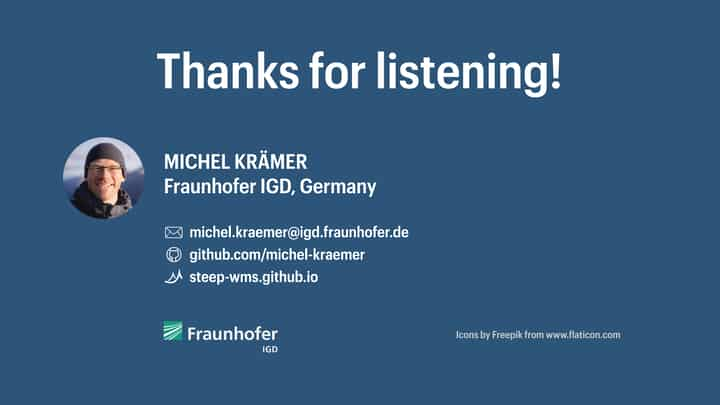 Thanks for listening!
MICHEL KRÄMER
Fraunhofer IGD, Germany
michel.kraemer@igd.fraunhofer.de
github.com/michel-kraemer
steep-wms.github.io
Fraunhofer
IGD
Icons by Freepik from www.flaticon.com